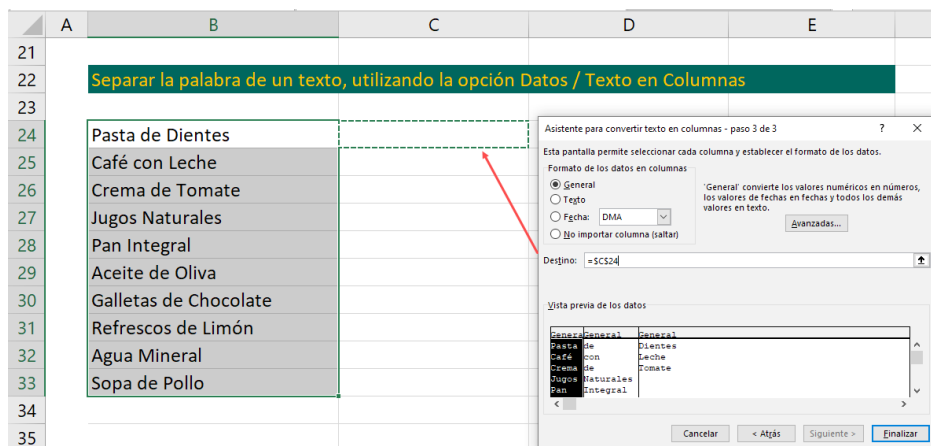 A B C D E
21
22 Separar la palabra de un texto, utilizando la opción Datos / Texto en Columnas
23
24 Pasta de Dientes
25 Café con Leche
26 Crema de Tomate
27 Jugos Naturales
28 Pan Integral
29 Aceite de Oliva
30 Galletas de Chocolate
31 Refrescos de Limón
32 Agua Mineral
33 Sopa de Pollo
34
35
Asistente para convertir texto en columnas - paso 3 de 3 ? ×
Esta pantalla permite seleccionar cada columna y establecer el formato de los datos.
Formato de los datos en columnas
General
Texto
Fecha: DMA
No importar columna (saltar)
'General' convierte los valores numéricos en números,
los valores de fechas en fechas y todos los demás
valores en texto.
Avanzadas...
Destino: =$C$24
Vista previa de los datos
General General General
Pasta de Dientes
Café con Leche
Crema de Tomate
Jugos Naturales
Pan Integral
Cancelar < Atrás Siguiente > Finalizar